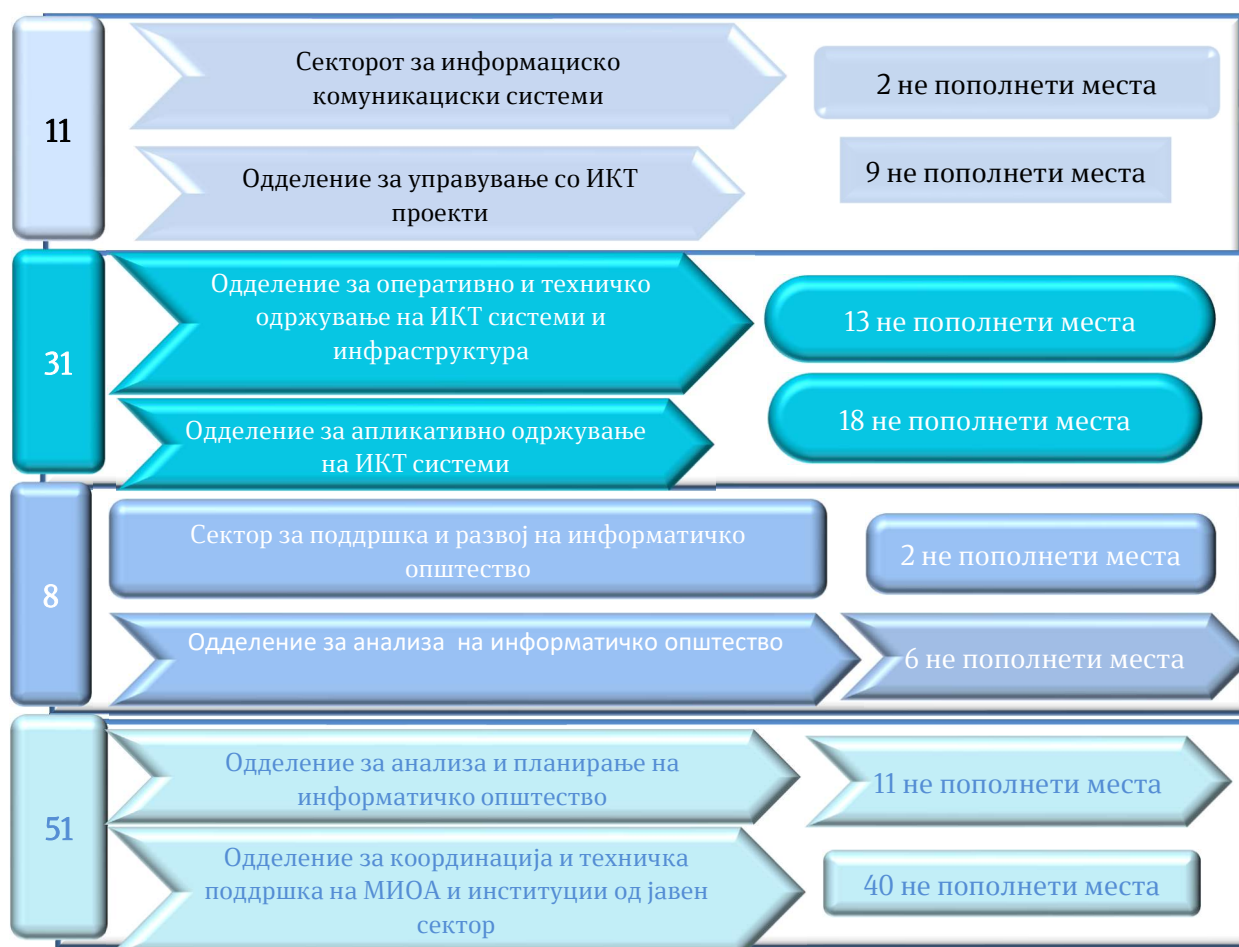 11
Секторот за информациско
комуникациски системи
2 не пополнети места
Одделение за управување со ИКТ
проекти
9 не пополнети места
31
Одделение за оперативно и техничко
одржување на ИКТ системи и
инфраструктура
13 не пополнети места
Одделение за апликативно одржување
на ИКТ системи
18 не пополнети места
8
Сектор за поддршка и развој на информатичко
општество
2 не пополнети места
Одделение за анализа  на информатичко општество
6 не пополнети места
51
Одделение за анализа и планирање на
информатичко општество
11 не пополнети места
Одделение за координација и техничка
поддршка на МИОА и институции од јавен
сектор
40 не пополнети места